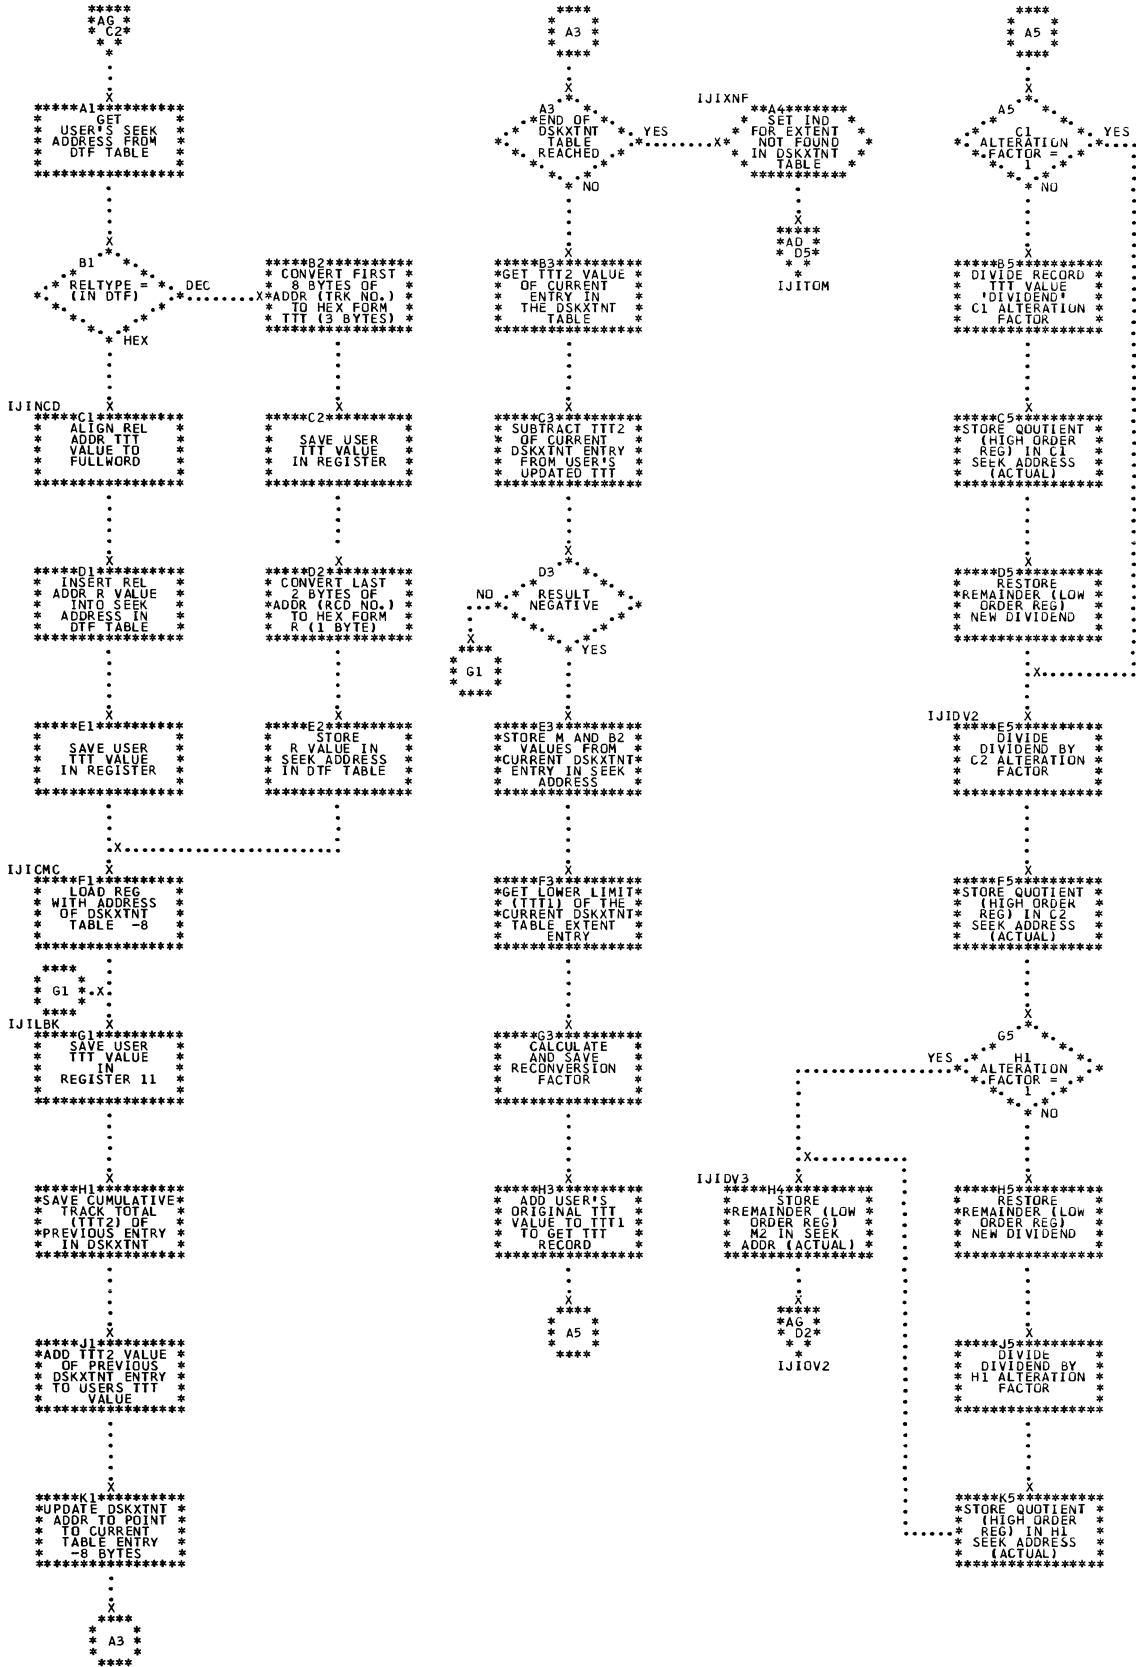 AG
C2
A1
GET
USER'S SEEK
ADDRESS FROM
DTF TABLE
B1
RELTYPE =
(IN DTF)
DEC
HEX
B2
CONVERT FIRST
8 BYTES OF
ADDR (TRK NO.)
TO HEX FORM
TTT (3 BYTES)
IJINCD
C1
ALIGN REL
ADDR TTT
VALUE TO
FULLWORD
C2
SAVE USER
TTT VALUE
IN REGISTER
D1
INSERT REL
ADDR R VALUE
INTO SEEK
ADDRESS IN
DTF TABLE
D2
CONVERT LAST
2 BYTES OF
ADDR (RCD NO.)
TO HEX FORM
R (1 BYTE)
E1
SAVE USER
TTT VALUE
IN REGISTER
E2
STORE
R VALUE IN
SEEK ADDRESS
IN DTF TABLE
IJICMC
F1
LOAD REG
WITH ADDRESS
OF DSKXTNT
TABLE -8
G1
IJILBK
G1
SAVE USER
TTT VALUE
IN
REGISTER 11
H1
SAVE CUMULATIVE
TRACK TOTAL
(TTT2) OF
PREVIOUS ENTRY
IN DSKXTNT
J1
ADD TTT2 VALUE
OF PREVIOUS
DSKXTNT ENTRY
TO USERS TTT
VALUE
K1
UPDATE DSKXTNT
ADDR TO POINT
TO CURRENT
TABLE ENTRY
-8 BYTES
A3
A3
A3
END OF
DSKXTNT
TABLE
REACHED
YES
NO
IJIXNF
A4
SET IND
FOR EXTENT
NOT FOUND
IN DSKXTNT
TABLE
AD
D5
IJITOM
B3
GET TTT2 VALUE
OF CURRENT
ENTRY IN
THE DSKXTNT
TABLE
C3
SUBTRACT TTT2
OF CURRENT
DSKXTNT ENTRY
FROM USER'S
UPDATED TTT
D3
RESULT
NEGATIVE
NO
YES
G1
E3
STORE M AND B2
VALUES FROM
CURRENT DSKXTNT
ENTRY IN SEEK
ADDRESS
F3
GET LOWER LIMIT
(TTT1) OF THE
CURRENT DSKXTNT
TABLE EXTENT
ENTRY
G3
CALCULATE
AND SAVE
RECONVERSION
FACTOR
H3
ADD USER'S
ORIGINAL TTT
VALUE TO TTT1
TO GET TTT
RECORD
A5
A5
A5
C1
ALTERATION
FACTOR =
1
YES
NO
B5
DIVIDE RECORD
TTT VALUE
'DIVIDEND'
C1 ALTERATION
FACTOR
C5
STORE QOUTIENT
(HIGH ORDER
REG) IN C1
SEEK ADDRESS
(ACTUAL)
D5
RESTORE
REMAINDER (LOW
ORDER REG)
NEW DIVIDEND
IJIDV2
E5
DIVIDE
DIVIDEND BY
C2 ALTERATION
FACTOR
F5
STORE QUOTIENT
(HIGH ORDER
REG) IN C2
SEEK ADDRESS
(ACTUAL)
G5
H1
ALTERATION
FACTOR =
1
YES
NO
IJIDV3
H4
STORE
REMAINDER (LOW
ORDER REG)
M2 IN SEEK
ADDR (ACTUAL)
AG
D2
IJIOV2
H5
RESTORE
REMAINDER (LOW
ORDER REG)
NEW DIVIDEND
J5
DIVIDE
DIVIDEND BY
H1 ALTERATION
FACTOR
K5
STORE QUOTIENT
(HIGH ORDER
REG) IN H1
SEEK ADDRESS
(ACTUAL)